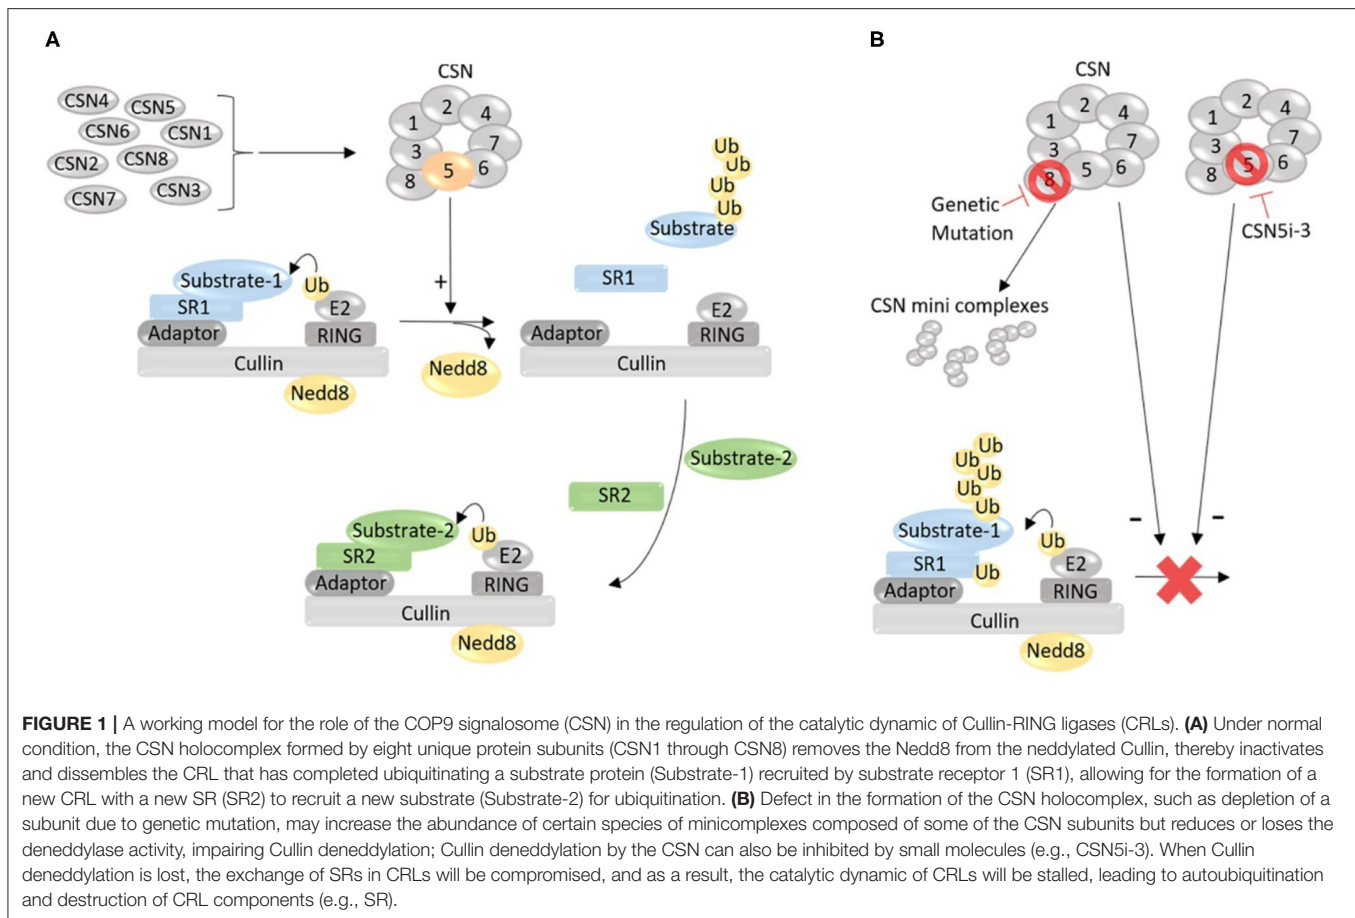 A
CSN
CSN4
CSN5
CSN6
CSN1
CSN2
CSN8
CSN7
CSN3
2
1
4
3
7
5
6
8
Ub
Ub
Ub
Ub
Substrate
+
Substrate-1
Ub
SR1
E2
Adaptor
RING
Cullin
Nedd8
Nedd8
SR1
E2
Adaptor
RING
Cullin
Substrate-2
SR2
Substrate-2
Ub
SR2
E2
Adaptor
RING
Cullin
Nedd8
B
CSN
2
1
4
3
7
8
5
6
2
1
4
3
7
5
6
8
Genetic
Mutation
CSN5i-3
CSN mini complexes
Ub
Ub
Ub
Ub
Ub
Substrate-1
Ub
SR1
Ub
E2
Adaptor
RING
Cullin
Nedd8
–
–
FIGURE 1 | A working model for the role of the COP9 signalosome (CSN) in the regulation of the catalytic dynamic of Cullin-RING ligases (CRLs). (A) Under normal
condition, the CSN holocomplex formed by eight unique protein subunits (CSN1 through CSN8) removes the Nedd8 from the neddylated Cullin, thereby inactivates
and dissembles the CRL that has completed ubiquitinating a substrate protein (Substrate-1) recruited by substrate receptor 1 (SR1), allowing for the formation of a
new CRL with a new SR (SR2) to recruit a new substrate (Substrate-2) for ubiquitination. (B) Defect in the formation of the CSN holocomplex, such as depletion of a
subunit due to genetic mutation, may increase the abundance of certain species of minicomplexes composed of some of the CSN subunits but reduces or loses the
deneddylase activity, impairing Cullin deneddylation; Cullin deneddylation by the CSN can also be inhibited by small molecules (e.g., CSN5i-3). When Cullin
deneddylation is lost, the exchange of SRs in CRLs will be compromised, and as a result, the catalytic dynamic of CRLs will be stalled, leading to autoubiquitination
and destruction of CRL components (e.g., SR).